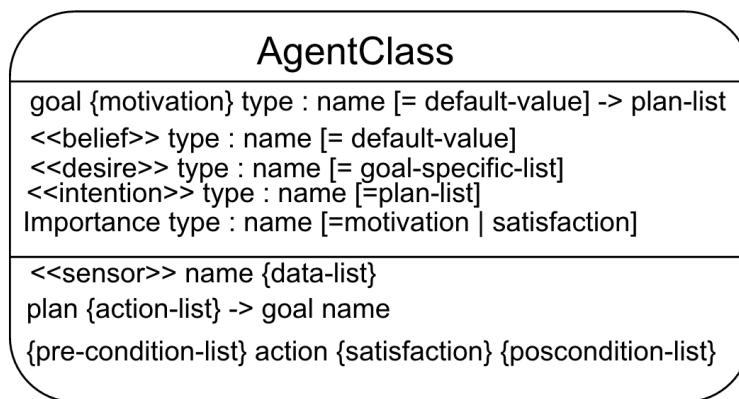 AgentClass
goal {motivation} type : name [= default-value] -> plan-list
<<belief>> type : name [= default-value]
<<desire>> type : name [= goal-specific-list]
<<intention>> type : name [=plan-list]
Importance type : name [=motivation | satisfaction]
<<sensor>> name {data-list}
plan {action-list} -> goal name
{pre-condition-list} action {satisfaction} {poscondition-list}